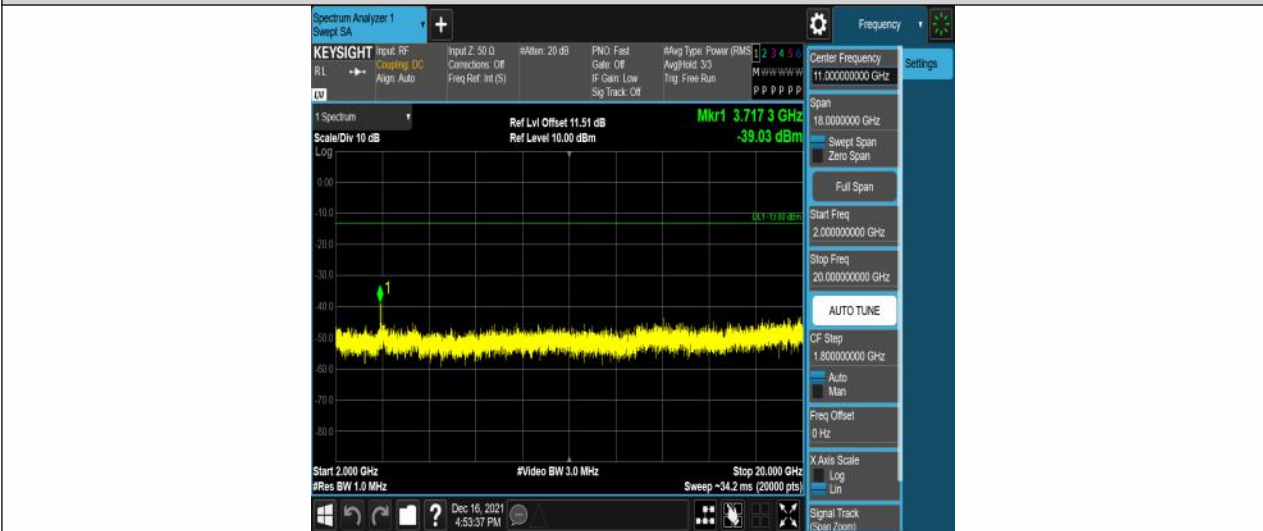 Spectrum Analyzer 1
Swept SA
+
Frequency
KEYSIGHT
RL
LV
Input: RF
Coupling: DC
Align: Auto
Input Z: 50 Ω
Corrections: Off
Freq Ref: Int (S)
#Atten: 20 dB
PNO: Fast
Gate: Off
IF Gain: Low
Sig Track: Off
#Avg Type: Power (RMS
Avg|Hold: 3/3
Trig: Free Run
1 2 3 4 5 6
M W W W W W
P P P P P P
Center Frequency
11.000000000 GHz
Settings
Span
18.0000000 GHz
Swept Span
Zero Span
Full Span
Start Freq
2.000000000 GHz
Stop Freq
20.000000000 GHz
AUTO TUNE
CF Step
1.800000000 GHz
Auto
Man
Freq Offset
0 Hz
X Axis Scale
Log
Lin
Signal Track
(Span Zoom)
1 Spectrum
Scale/Div 10 dB
Ref Lvl Offset 11.51 dB
Ref Level 10.00 dBm
Mkr1 3.717 3 GHz
-39.03 dBm
Log
0.00
-10.0
DL1 -13.00 dBm
-20.0
-30.0
1
-40.0
-50.0
-60.0
-70.0
-80.0
Start 2.000 GHz
#Video BW 3.0 MHz
Stop 20.000 GHz
#Res BW 1.0 MHz
Sweep ~34.2 ms (20000 pts)
?
Dec 16, 2021
4:53:37 PM